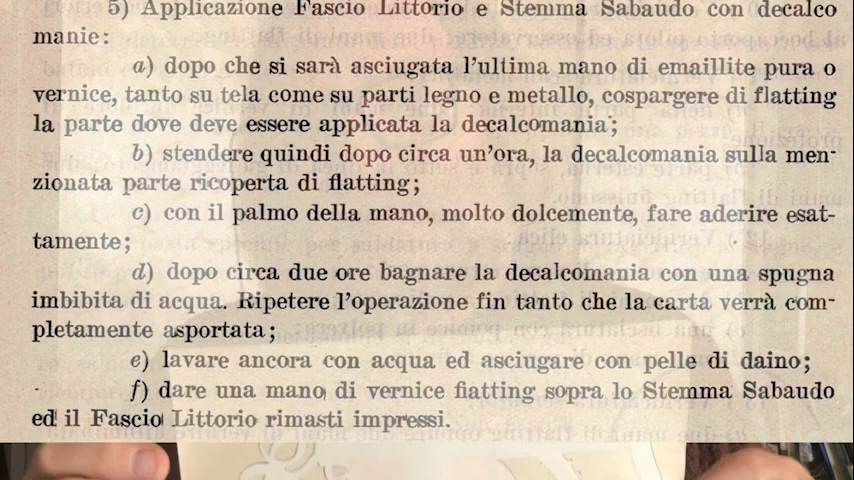 5) Applicazione Fascio Littorio e Stemma Sabaudo con decalco
manie:
a) dopo che si sarà asciugata l'ultima mano di emaillite pura o
vernice, tanto su tela come su parti legno e metallo, cospargere di flatting
la parte dove deve essere applicata la decalcomania;
b) stendere quindi dopo circa un'ora, la decalcomania sulla men-
zionata parte ricoperta di flatting;
c) con il palmo della mano, molto dolcemente, fare aderire esat-
tamente;
d) dopo circa due ore bagnare la decalcomania con una spugna
imbibita di acqua. Ripetere l'operazione fin tanto che la carta verrà com-
pletamente asportata;
e) lavare ancora con acqua ed asciugare con pelle di daino;
f) dare una mano di vernice fiatting sopra lo Stemma Sabaudo
ed il Fascio Littorio rimasti impressi.